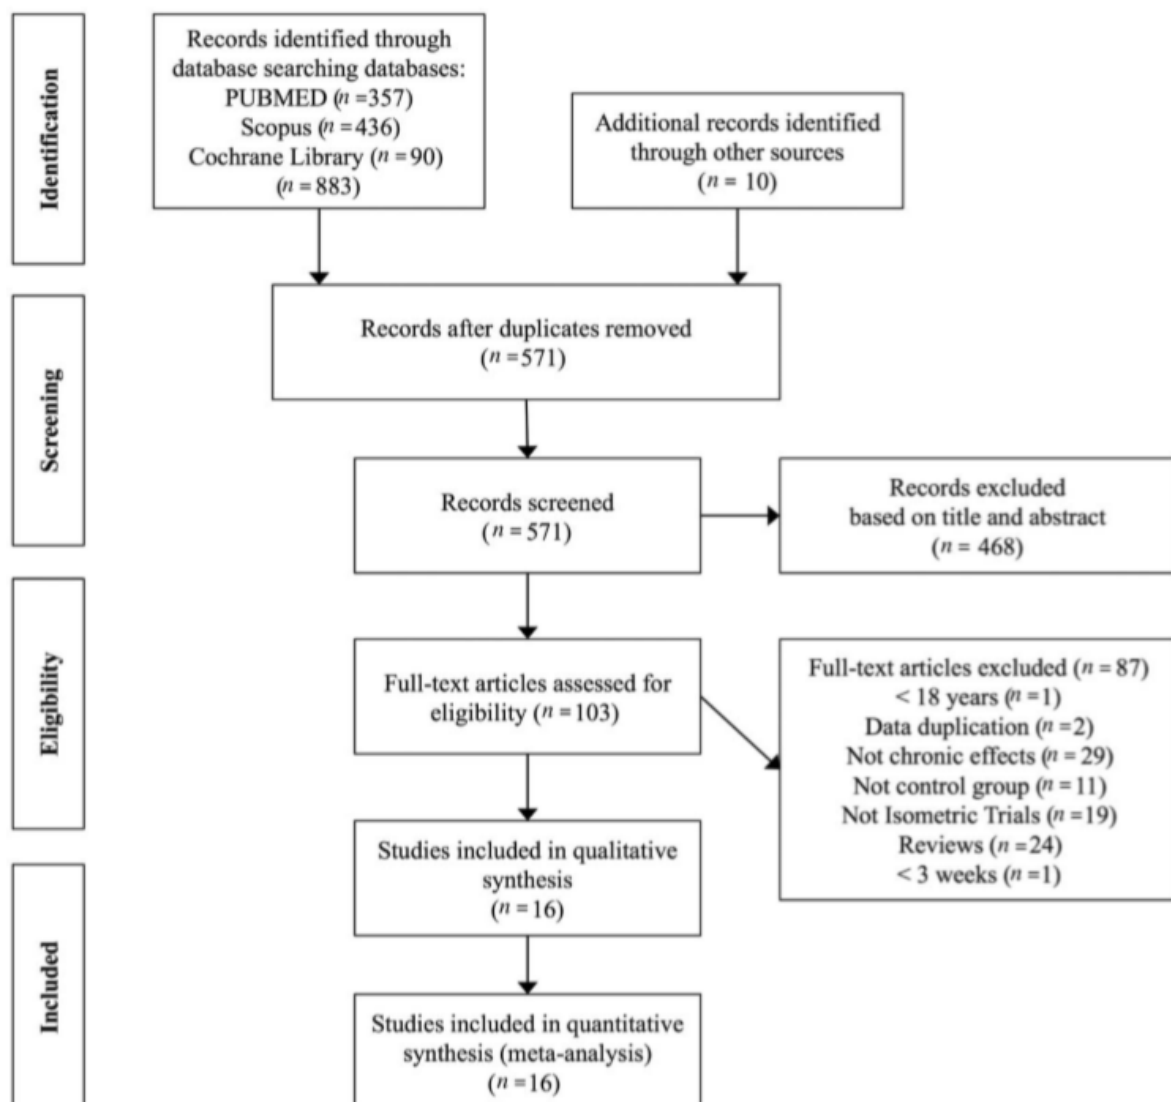 Identification
Records identified through
database searching databases:
PUBMED (n =357)
Scopus (n =436)
Cochrane Library (n =90)
(n =883)
Additional records identified
through other sources
(n = 10)
Screening
Records after duplicates removed
(n =571)
Records screened
(n =571)
Records excluded
based on title and abstract
(n = 468)
Eligibility
Full-text articles assessed for
eligibility (n =103)
Full-text articles excluded (n = 87)
< 18 years (n =1)
Data duplication (n =2)
Not chronic effects (n = 29)
Not control group (n = 11)
Not Isometric Trials (n =19)
Reviews (n =24)
< 3 weeks (n =1)
Included
Studies included in qualitative
synthesis
(n =16)
Studies included in quantitative
synthesis (meta-analysis)
(n =16)